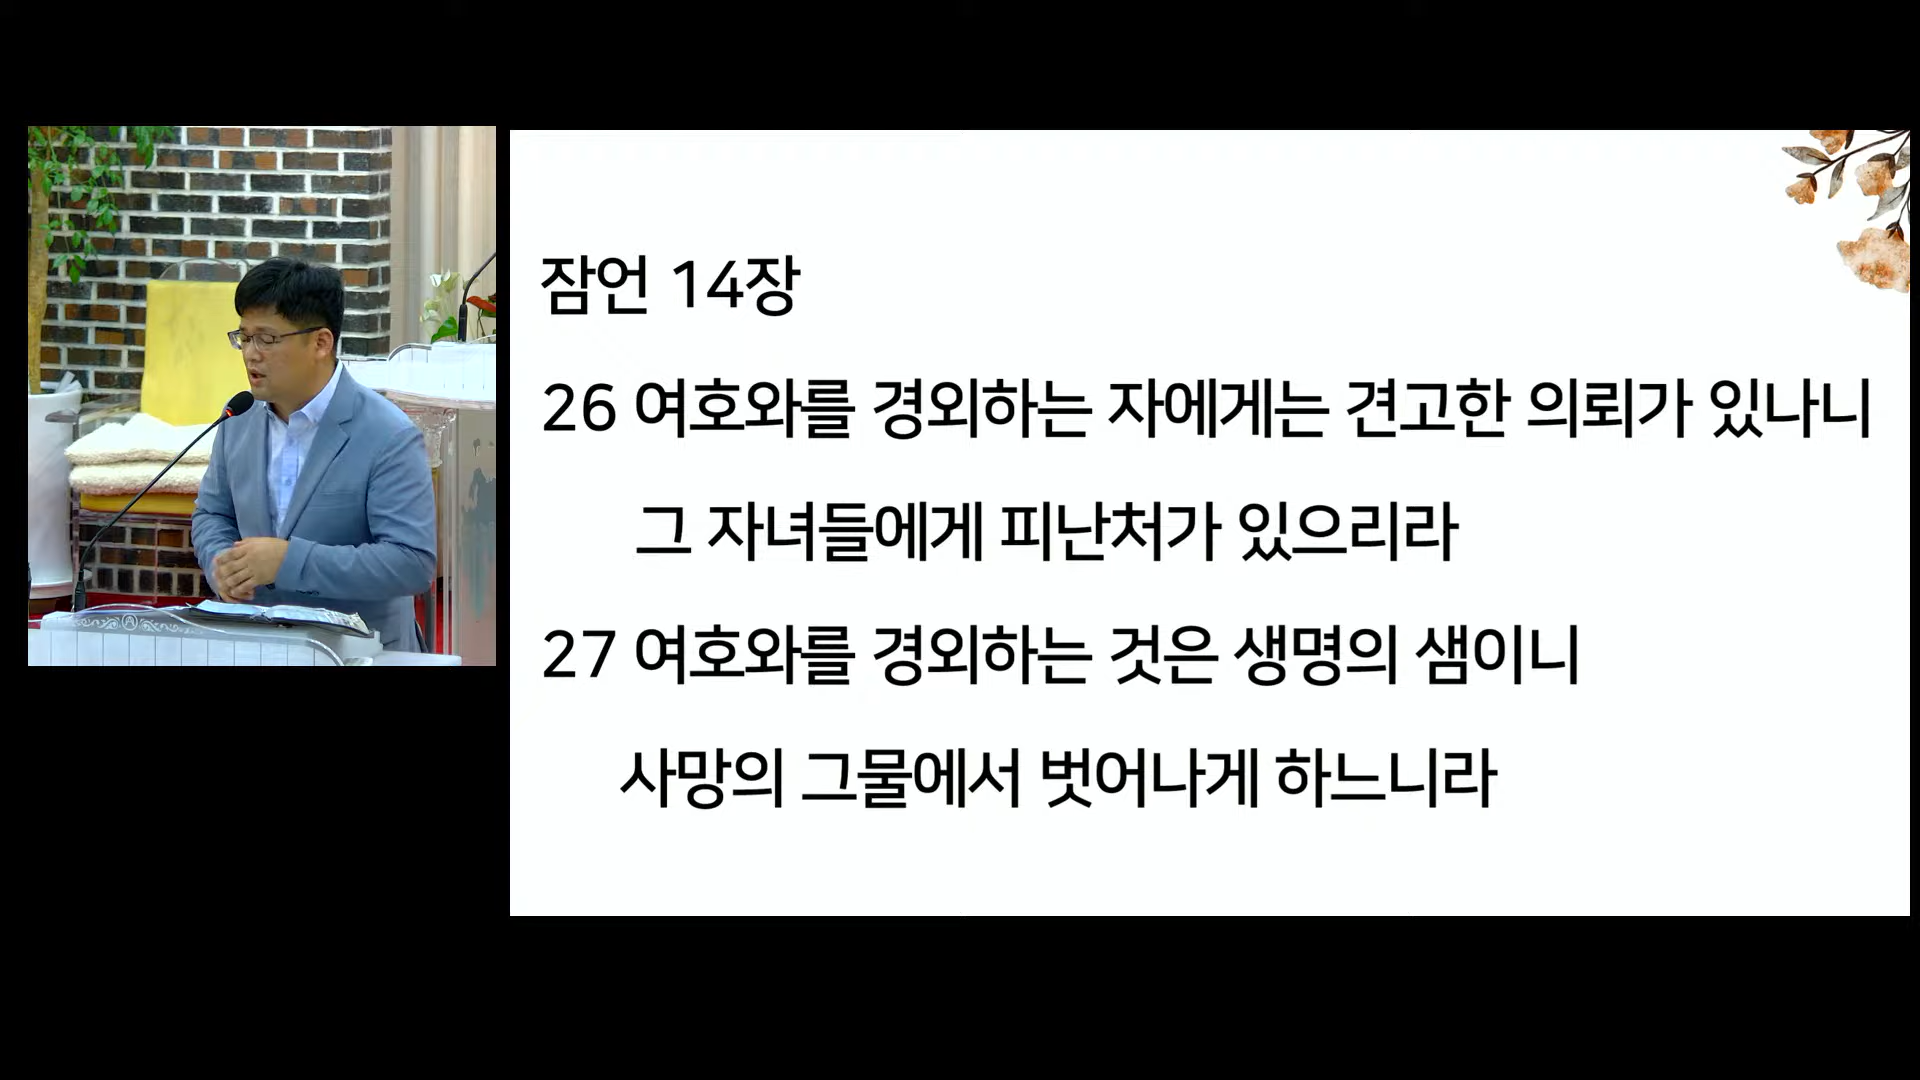 잠언 14장
26 여호와를 경외하는 자에게는 견고한 의뢰가 있나니
그 자녀들에게 피난처가 있으리라
27 여호와를 경외하는 것은 생명의 샘이니
사망의 그물에서 벗어나게 하느니라